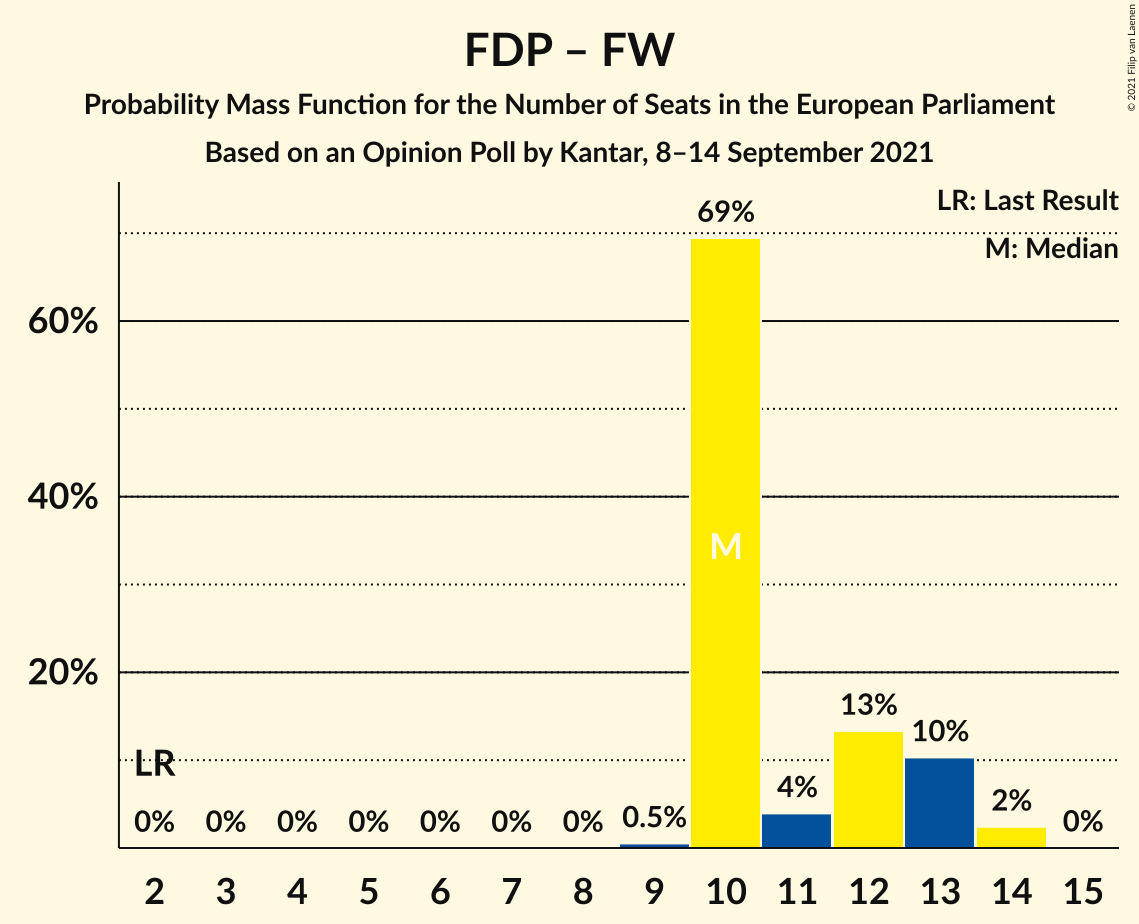 FDP – FW
Probability Mass Function for the Number of Seats in the European Parliament
Based on an Opinion Poll by Kantar, 8–14 September 2021
© 2021 Filip van Laenen
LR: Last Result
M: Median
69%
60%
40%
M
20%
13%
10%
LR
4%
2%
0% 0% 0% 0% 0% 0% 0% 0.5% 0%
2 3 4 5 6 7 8 9 10 11 12 13 14 15